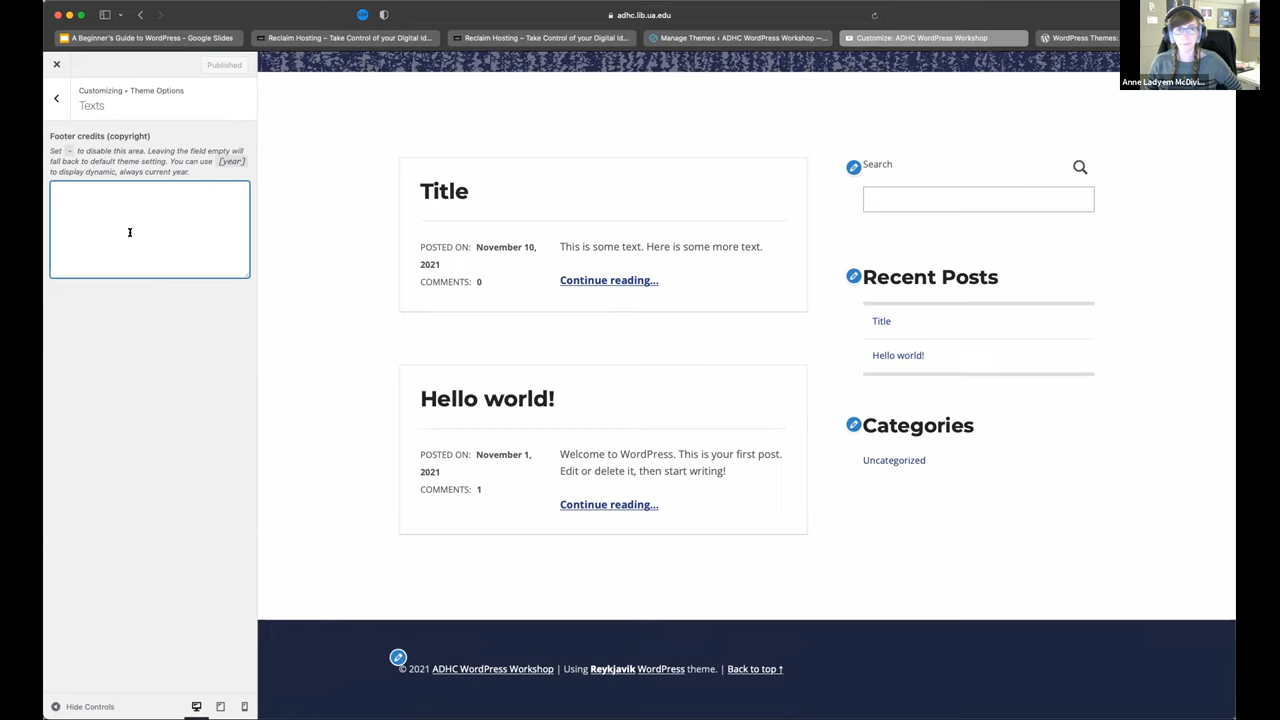 adhc.lib.ua.edu
A Beginner's Guide to WordPress – Google Slides
Reclaim Hosting – Take Control of your Digital Id...
Reclaim Hosting – Take Control of your Digital Id...
Manage Themes ‹ ADHC WordPress Workshop —...
Customize: ADHC WordPress Workshop
WordPress Themes:
Anne Ladyem McDivi...
Published
Customizing • Theme Options
Texts
Footer credits (copyright)
Set - to disable this area. Leaving the field empty will
fall back to default theme setting. You can use [year]
to display dynamic, always current year.
Title
POSTED ON: November 10,
2021
COMMENTS: 0
This is some text. Here is some more text.
Continue reading...
Hello world!
POSTED ON: November 1,
2021
COMMENTS: 1
Welcome to WordPress. This is your first post.
Edit or delete it, then start writing!
Continue reading...
Search
Recent Posts
Title
Hello world!
Categories
Uncategorized
© 2021 ADHC WordPress Workshop | Using Reykjavik WordPress theme. | Back to top ↑
Hide Controls